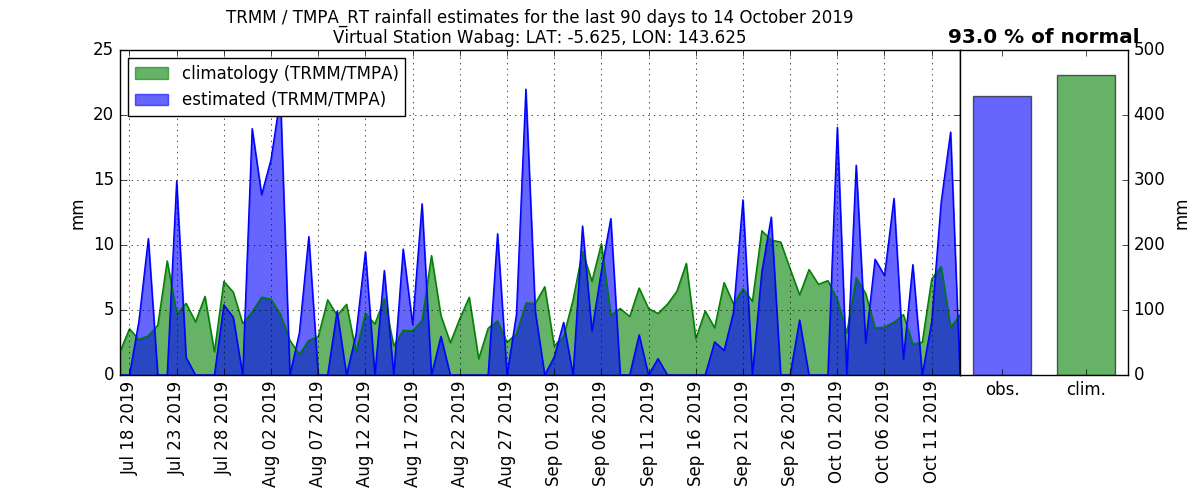 TRMM / TMPA_RT rainfall estimates for the last 90 days to 14 October 2019
Virtual Station Wabag: LAT: -5.625, LON: 143.625
93.0 % of normal
climatology (TRMM/TMPA)
estimated (TRMM/TMPA)
25
20
15
10
5
0
mm
Jul 18 2019
Jul 23 2019
Jul 28 2019
Aug 02 2019
Aug 07 2019
Aug 12 2019
Aug 17 2019
Aug 22 2019
Aug 27 2019
Sep 01 2019
Sep 06 2019
Sep 11 2019
Sep 16 2019
Sep 21 2019
Sep 26 2019
Oct 01 2019
Oct 06 2019
Oct 11 2019
500
400
300
200
100
0
mm
obs.
clim.